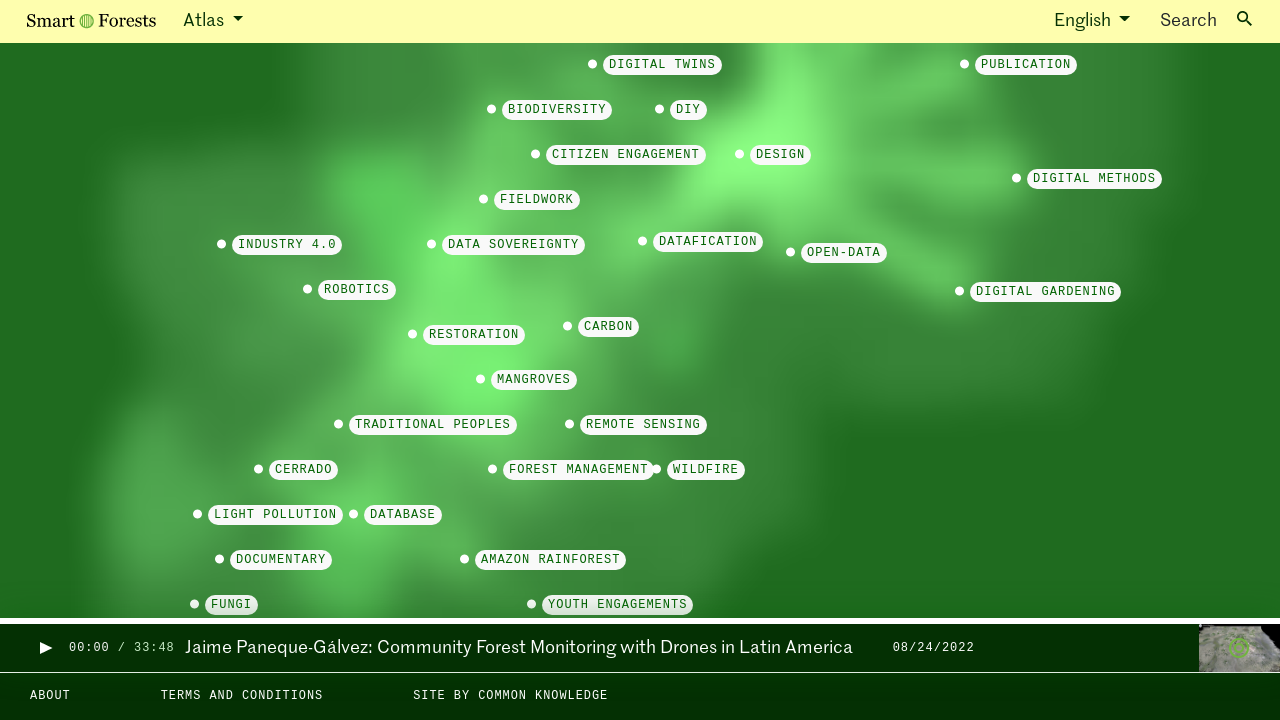 Smart Forests Atlas English Search
DIGITAL TWINS PUBLICATION
BIODIVERSITY DIY
CITIZEN ENGAGEMENT DESIGN
DIGITAL METHODS
FIELDWORK
INDUSTRY 4.0 DATA SOVEREIGNTY DATAFICATION
OPEN-DATA
ROBOTICS DIGITAL GARDENING
RESTORATION CARBON
MANGROVES
TRADITIONAL PEOPLES REMOTE SENSING
CERRADO FOREST MANAGEMENT WILDFIRE
LIGHT POLLUTION DATABASE
DOCUMENTARY AMAZON RAINFOREST
FUNGI YOUTH ENGAGEMENTS
00:00 / 33:48 Jaime Paneque-Gálvez: Community Forest Monitoring with Drones in Latin America 08/24/2022
ABOUT TERMS AND CONDITIONS SITE BY COMMON KNOWLEDGE